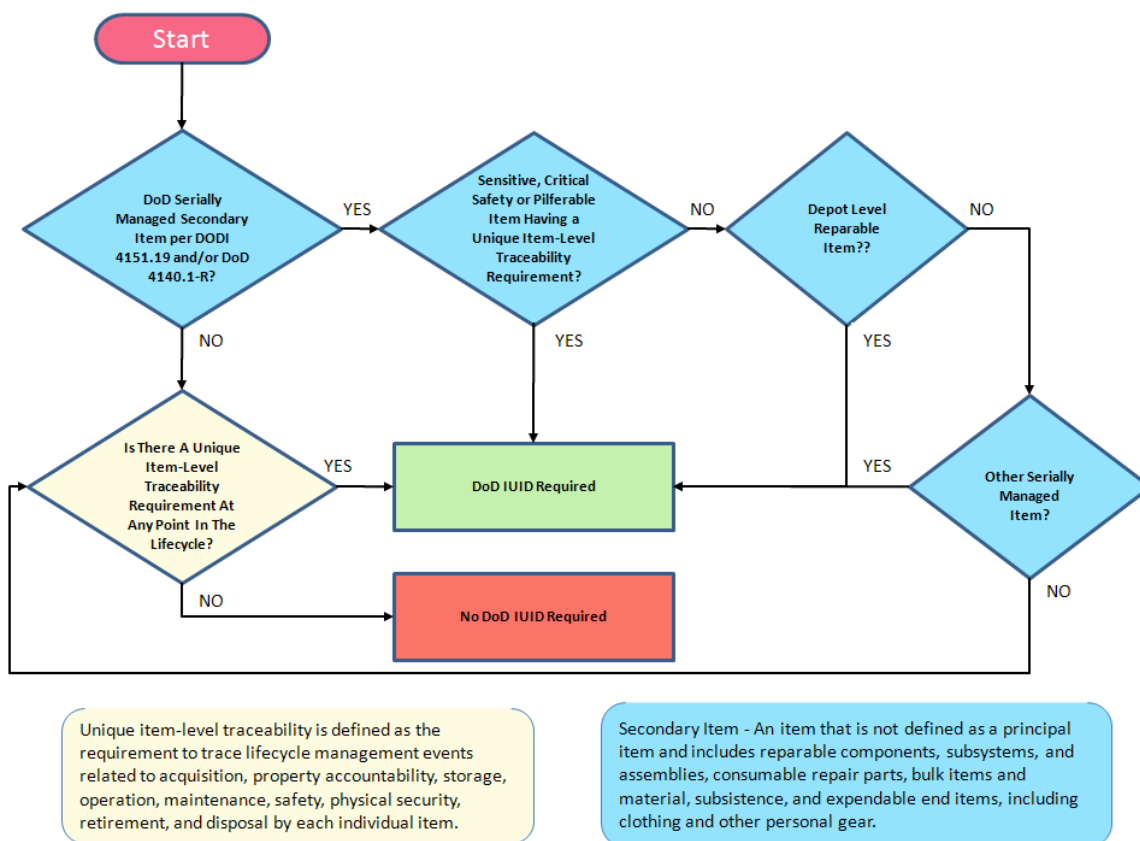 Start
DoD Serially
Managed Secondary
Item per DODI
4151.19 and/or DoD
4140.1-R?
YES
Sensitive, Critical
Safety or Pilferable
Item Having a
Unique Item-Level
Traceability
Requirement?
NO
Depot Level
Reparable
Item??
NO
NO
YES
YES
Is There A Unique
Item-Level
Traceability
Requirement At
Any Point In The
Lifecycle?
YES
DoD IUID Required
YES
Other Serially
Managed
Item?
NO
No DoD IUID Required
NO
Unique item-level traceability is defined as the
requirement to trace lifecycle management events
related to acquisition, property accountability, storage,
operation, maintenance, safety, physical security,
retirement, and disposal by each individual item.
Secondary Item - An item that is not defined as a principal
item and includes reparable components, subsystems, and
assemblies, consumable repair parts, bulk items and
material, subsistence, and expendable end items, including
clothing and other personal gear.